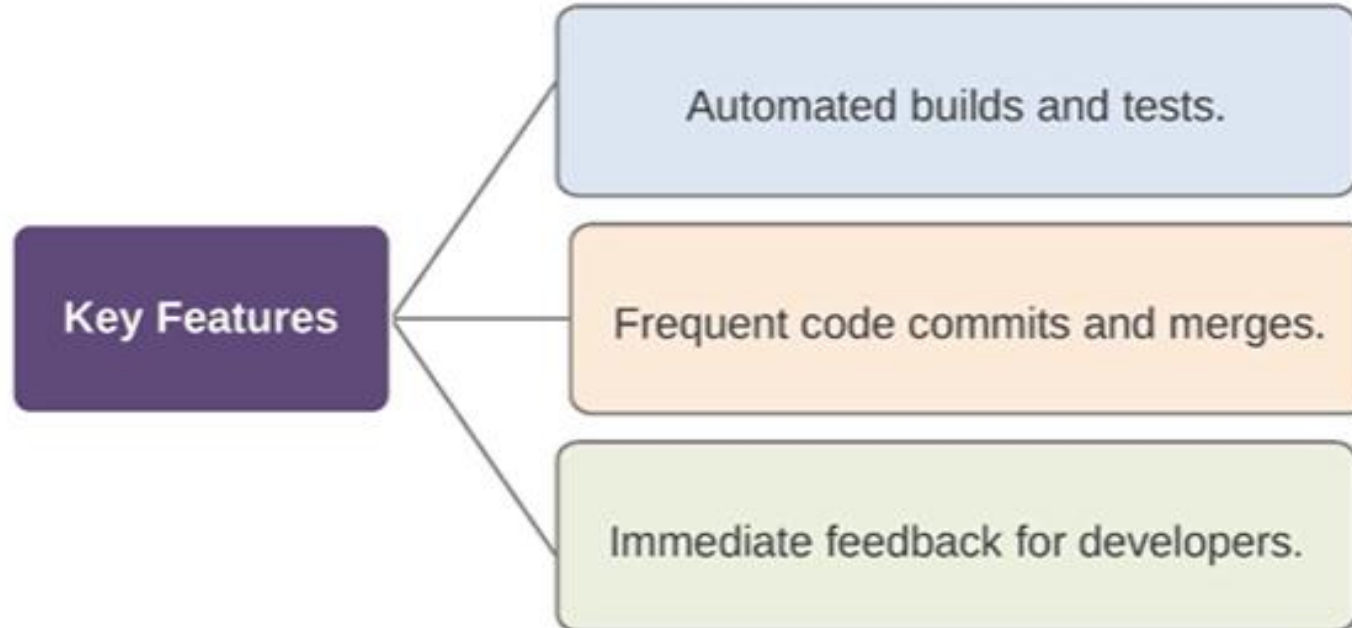 Key Features
Automated builds and tests.
Frequent code commits and merges.
Immediate feedback for developers.